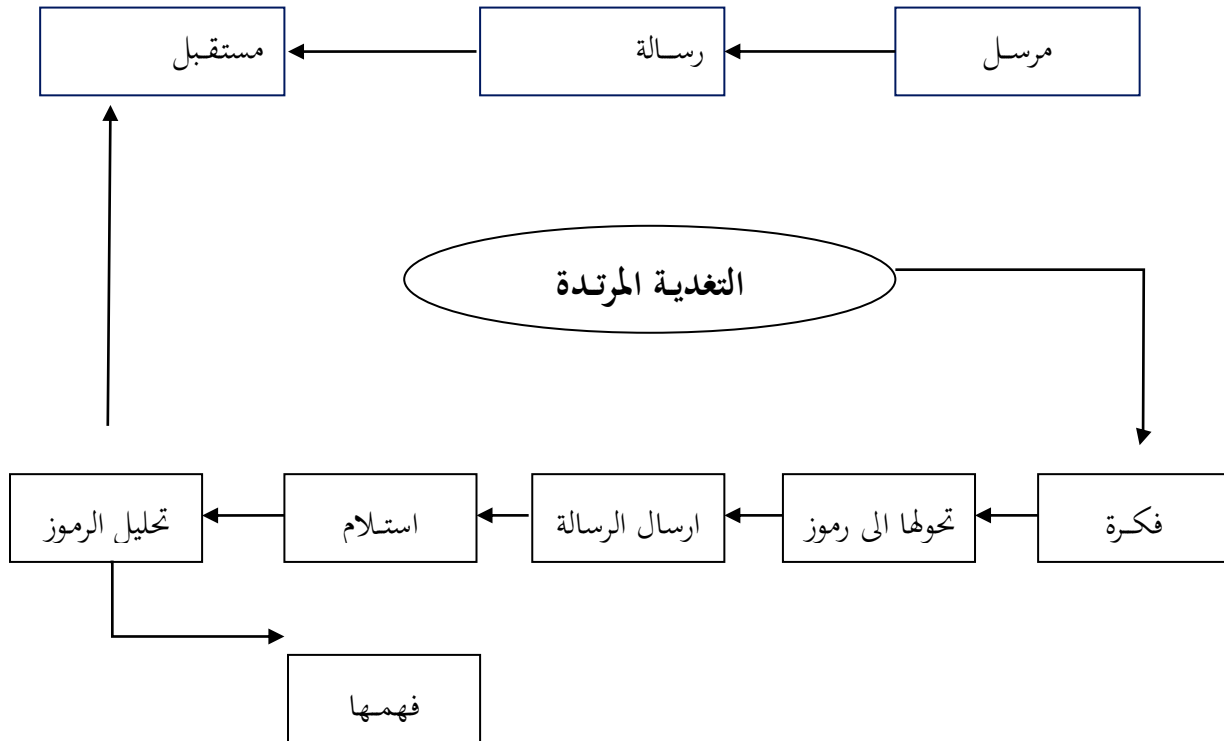 مرسل
رسالة
مستقبل
التغدية المرتدة
فكرة
تحولها الى رموز
ارسال الرسالة
استلام
تحليل الرموز
فهمها